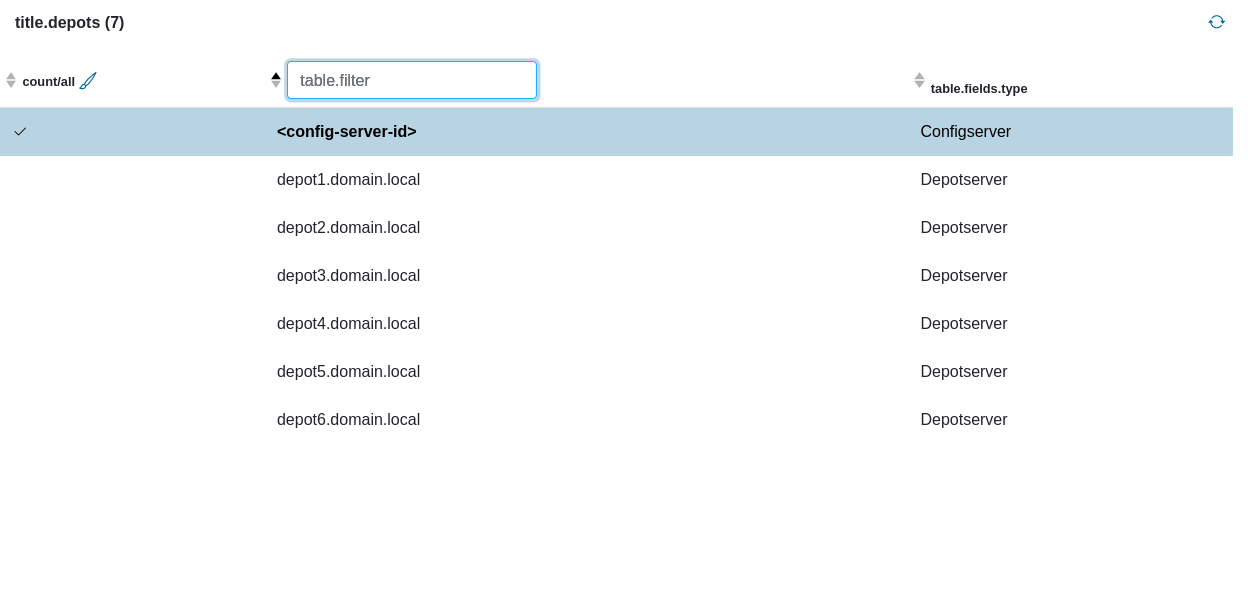 title.depots (7)
count/all table.filter table.fields.type
<config-server-id> Configserver
depot1.domain.local Depotserver
depot2.domain.local Depotserver
depot3.domain.local Depotserver
depot4.domain.local Depotserver
depot5.domain.local Depotserver
depot6.domain.local Depotserver